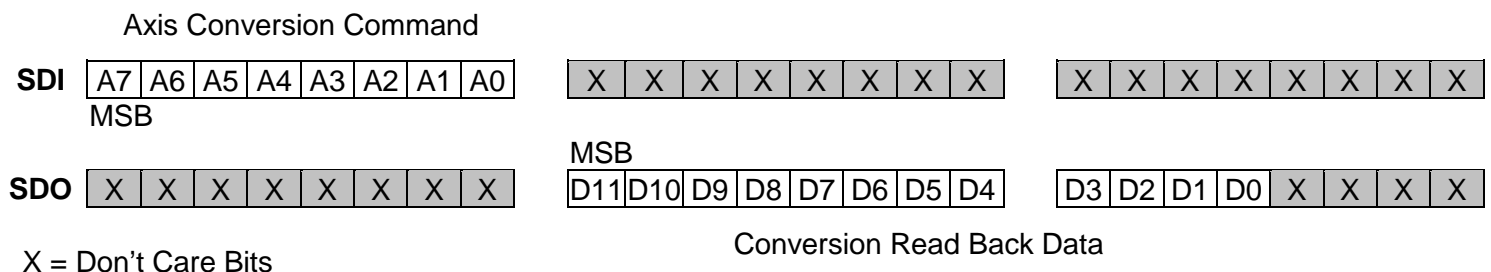 Axis Conversion Command
SDI A7 A6 A5 A4 A3 A2 A1 A0 X X X X X X X X X X X X X X X X
MSB
MSB
SDO X X X X X X X X D11 D10 D9 D8 D7 D6 D5 D4 D3 D2 D1 D0 X X X X
Conversion Read Back Data
X = Don't Care Bits